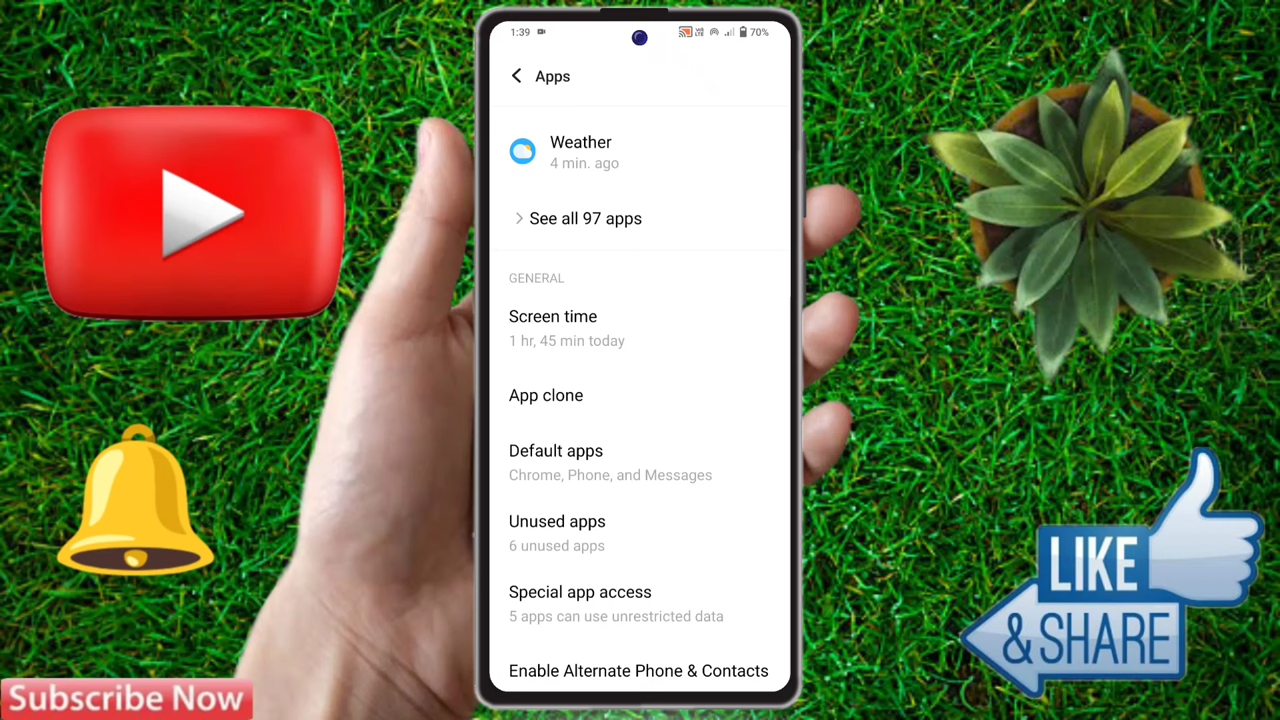 1:39
70%
Apps
Weather
4 min. ago
See all 97 apps
GENERAL
Screen time
1 hr, 45 min today
App clone
Default apps
Chrome, Phone, and Messages
Unused apps
6 unused apps
Special app access
5 apps can use unrestricted data
Enable Alternate Phone & Contacts
LIKE
& SHARE
Subscribe Now